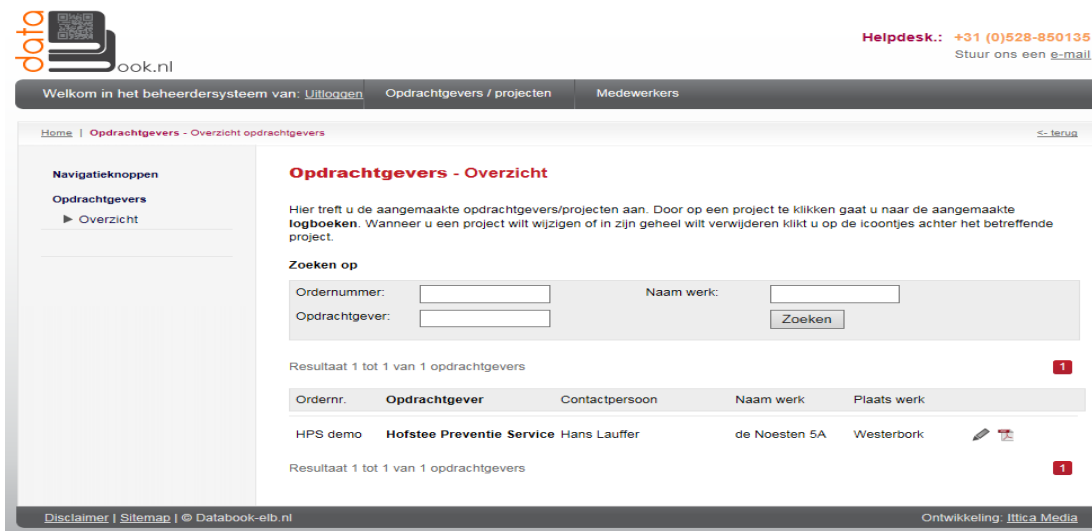 data
ook.nl
Helpdesk.: +31 (0)528-850135
Stuur ons een e-mail
Welkom in het beheerdersysteem van: Uitloggen Opdrachtgevers / projecten Medewerkers
Home | Opdrachtgevers - Overzicht opdrachtgevers <- terug
Navigatieknoppen
Opdrachtgevers
Overzicht
Opdrachtgevers - Overzicht
Hier treft u de aangemaakte opdrachtgevers/projecten aan. Door op een project te klikken gaat u naar de aangemaakte
logboeken. Wanneer u een project wilt wijzigen of in zijn geheel wilt verwijderen klikt u op de icoontjes achter het betreffende
project.
Zoeken op
Ordernummer: Naam werk:
Opdrachtgever: Zoeken
Resultaat 1 tot 1 van 1 opdrachtgevers 1
Ordernr. Opdrachtgever Contactpersoon Naam werk Plaats werk
HPS demo Hofstee Preventie Service Hans Lauffer de Noesten 5A Westerbork
Resultaat 1 tot 1 van 1 opdrachtgevers 1
Disclaimer | Sitemap | © Databook-elb.nl Ontwikkeling: Ittica Media